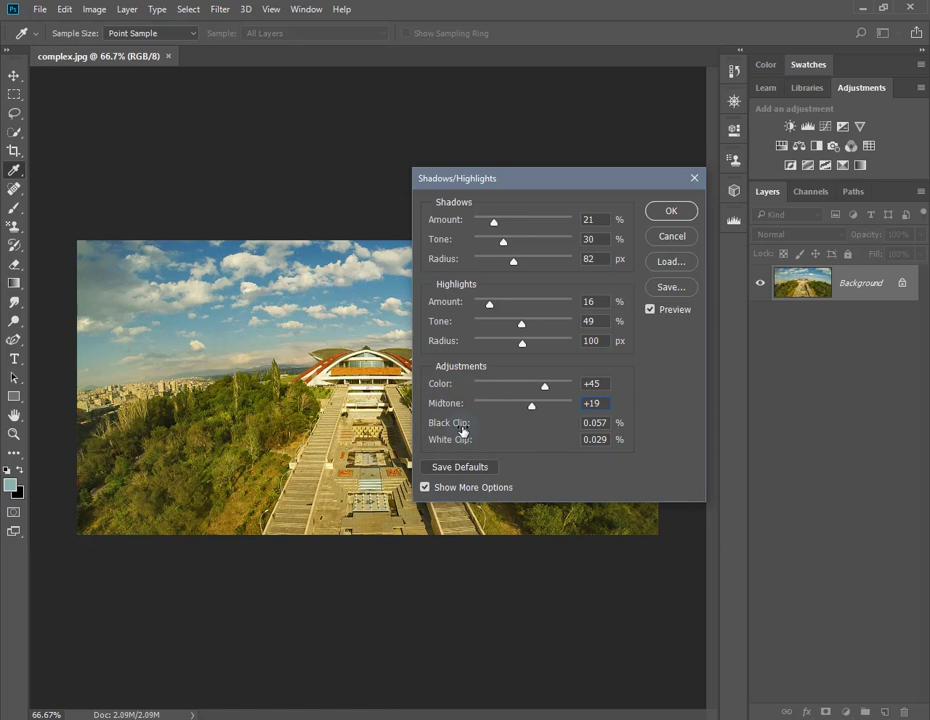 Ps File Edit Image Layer Type Select Filter 3D View Window Help
Sample Size: Point Sample Sample: All Layers Show Sampling Ring
complex.jpg @ 66.7% (RGB/8) ×
Color Swatches
Learn Libraries Adjustments
Add an adjustment
Shadows/Highlights
Shadows
Amount: 21 %
Tone: 30 %
Radius: 82 px
Highlights
Amount: 16 %
Tone: 49 %
Radius: 100 px
Adjustments
Color: +45
Midtone: +19
Black Clip: 0.057 %
White Clip: 0.029 %
Save Defaults
Show More Options
OK
Cancel
Load...
Save...
Preview
Layers Channels Paths
Kind
Normal Opacity: 100%
Lock: Fill: 100%
Background
66.67% Doc: 2.09M/2.09M